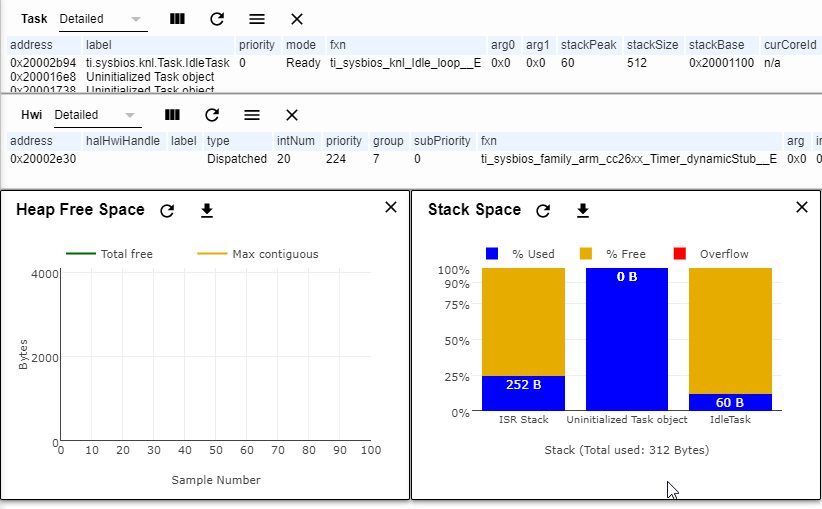 Task Detailed
address label priority mode fxn arg0 arg1 stackPeak stackSize stackBase curCoreId
0x20002b94 ti.sysbios.knl.Task.IdleTask 0 Ready ti_sysbios_knl_Idle_loop__E 0x0 0x0 60 512 0x20001100 n/a
0x200016e8 Uninitialized Task object
0x20001738 Uninitialized Task object
Hwi Detailed
address halHwiHandle label type intNum priority group subPriority fxn arg
0x20002e30 Dispatched 20 224 7 0 ti_sysbios_family_arm_cc26xx_Timer_dynamicStub__E 0x0
Heap Free Space
Total free Max contiguous
4000
2000
0
Bytes
0 10 20 30 40 50 60 70 80 90 100
Sample Number
Stack Space
% Used % Free Overflow
100%
90%
75%
50%
25%
0%
0 B
252 B
60 B
ISR Stack Uninitialized Task object IdleTask
Stack (Total used: 312 Bytes)